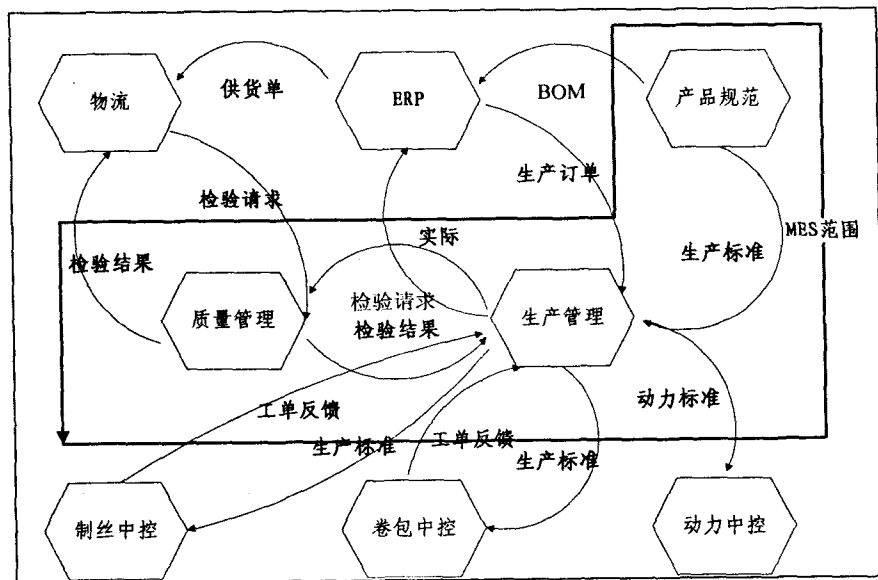 供货单
BOM
物流
ERP
产品规范
生产订单
检验请求
MES范围
实际
生产标准
检验结果
检验请求
质量管理
生产管理
检验结果
动力标准
工单反馈
生产标准
工单反馈
生产标准
制丝中控
卷包中控
动力中控